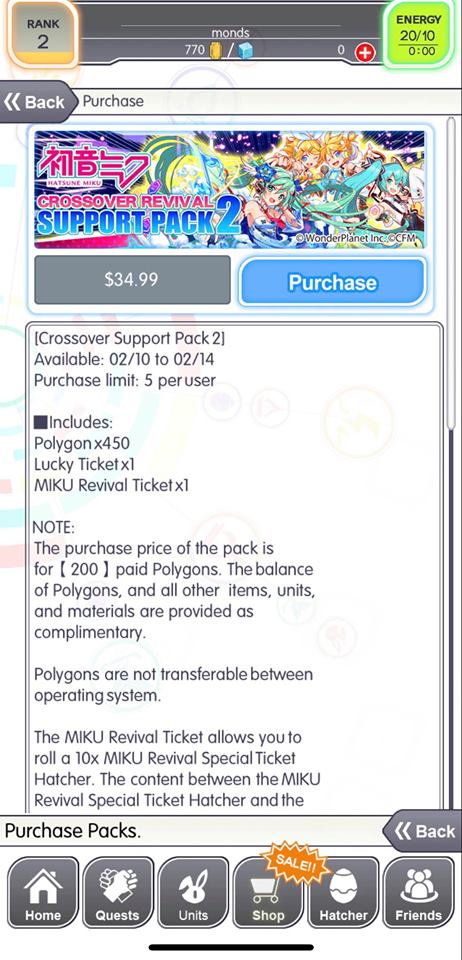 RANK
2
monds
770
/
0
ENERGY
20/10
0:00
Back
Purchase
初音ミク
HATSUNE MIKU
CROSSOVER REVIVAL
SUPPORT PACK 2
© WonderPlanet Inc. ©CFM
$34.99
Purchase
[Crossover Support Pack 2]
Available: 02/10 to 02/14
Purchase limit: 5 per user
■Includes:
Polygon x450
Lucky Ticket x1
MIKU Revival Ticket x1
NOTE:
The purchase price of the pack is
for【 200 】paid Polygons. The balance
of Polygons, and all other items, units,
and materials are provided as
complimentary.
Polygons are not transferable between
operating system.
The MIKU Revival Ticket allows you to
roll a 10x MIKU Revival Special Ticket
Hatcher. The content between the MIKU
Revival Special Ticket Hatcher and the
Purchase Packs.
Back
SALE!!
Home
Quests
Units
Shop
Hatcher
Friends